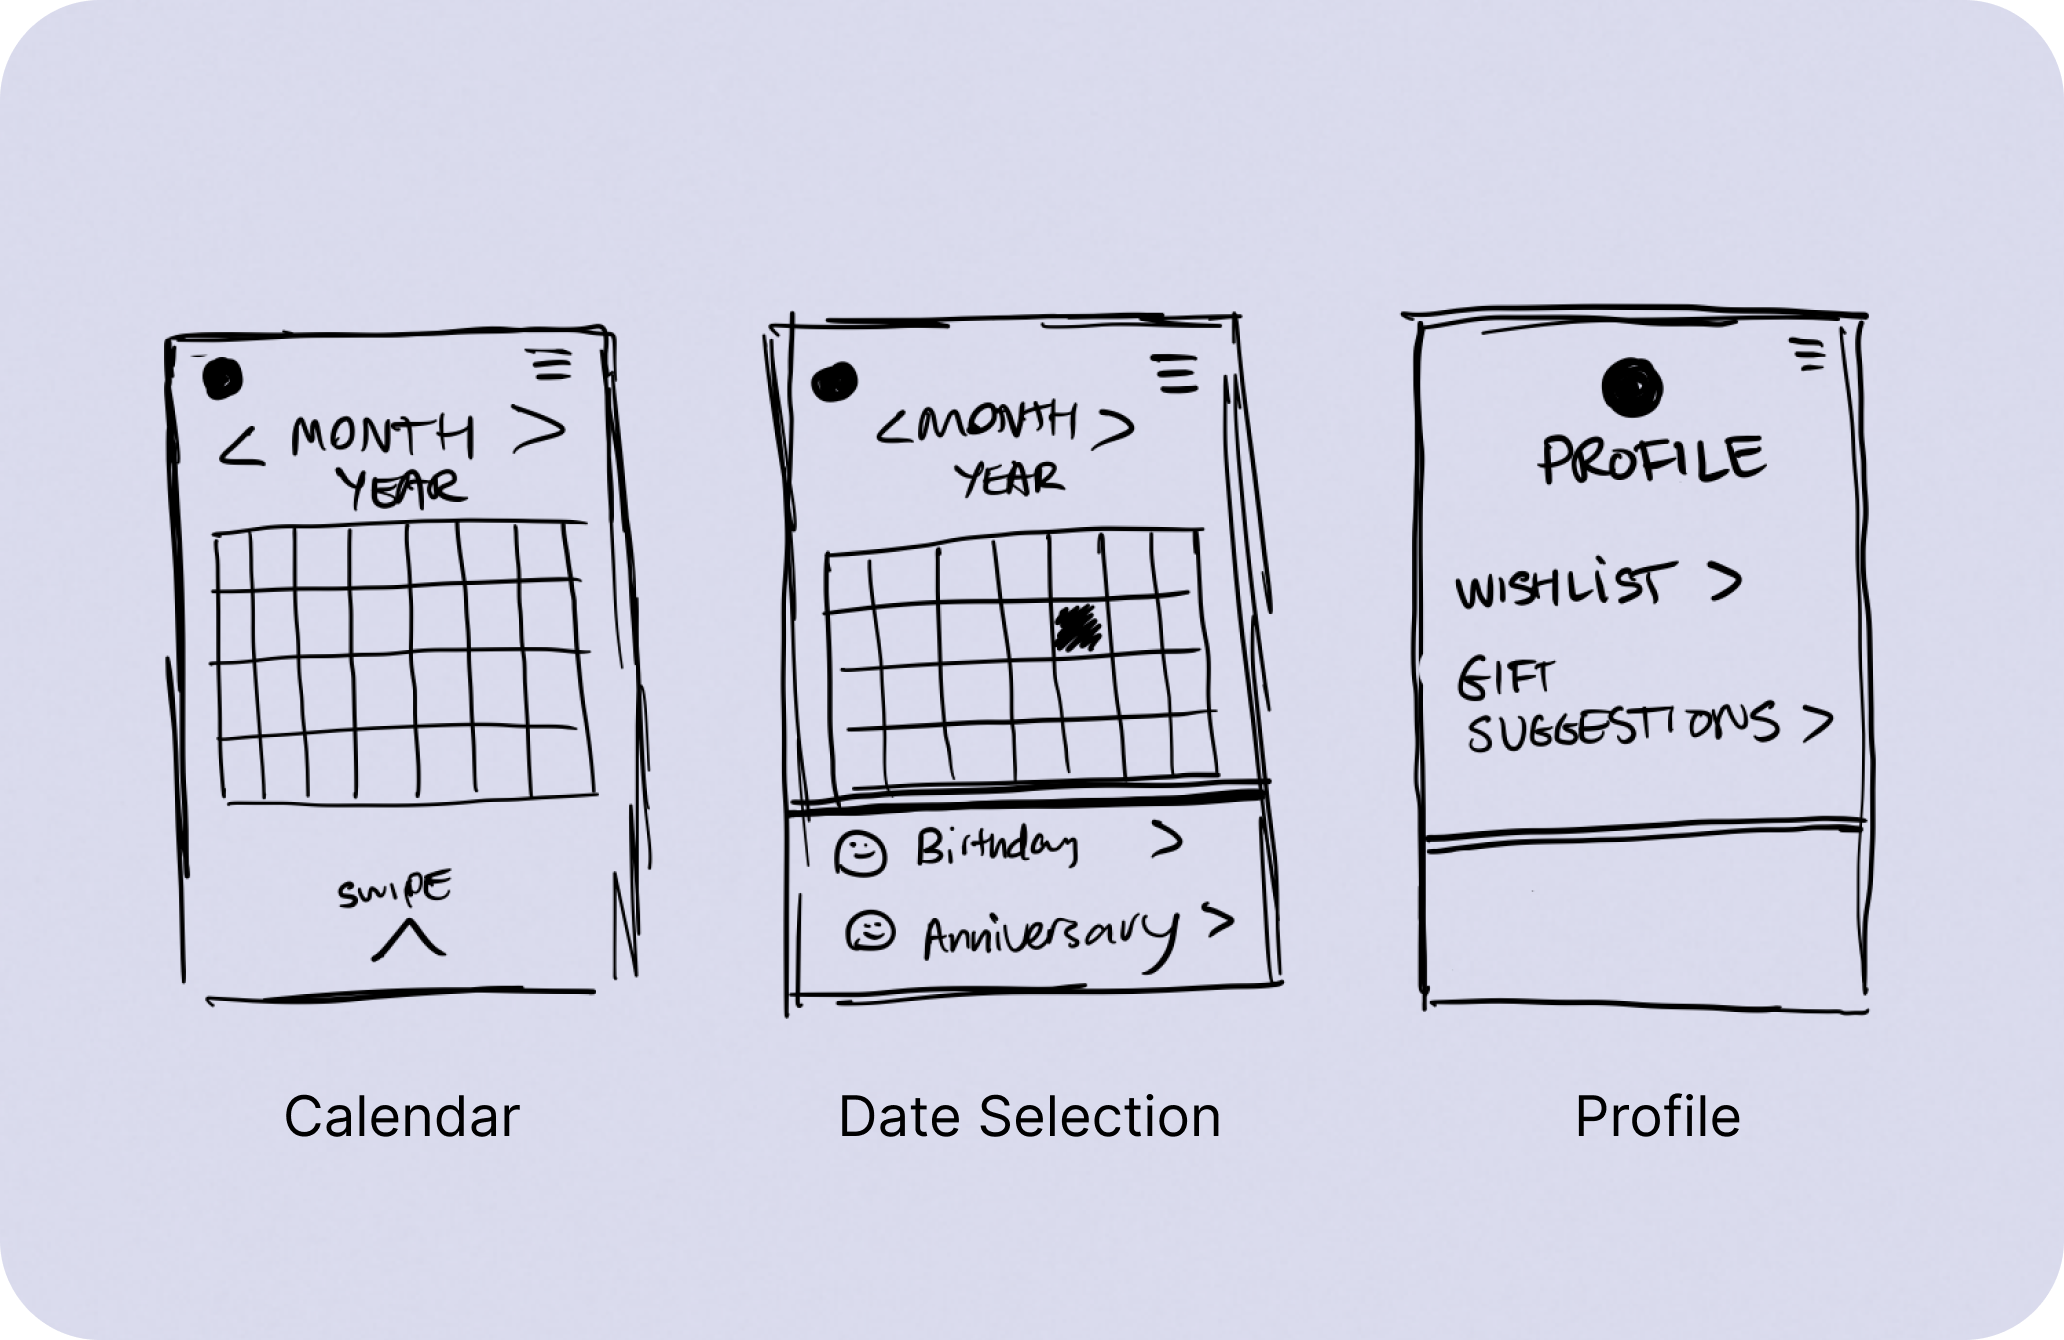 < MONTH >
YEAR
SWIPE
Calendar
<MONTH >
YEAR
Birthday >
Anniversary >
Date Selection
PROFILE
WISHLiST >
GIFT
SUGGESTIONS >
Profile